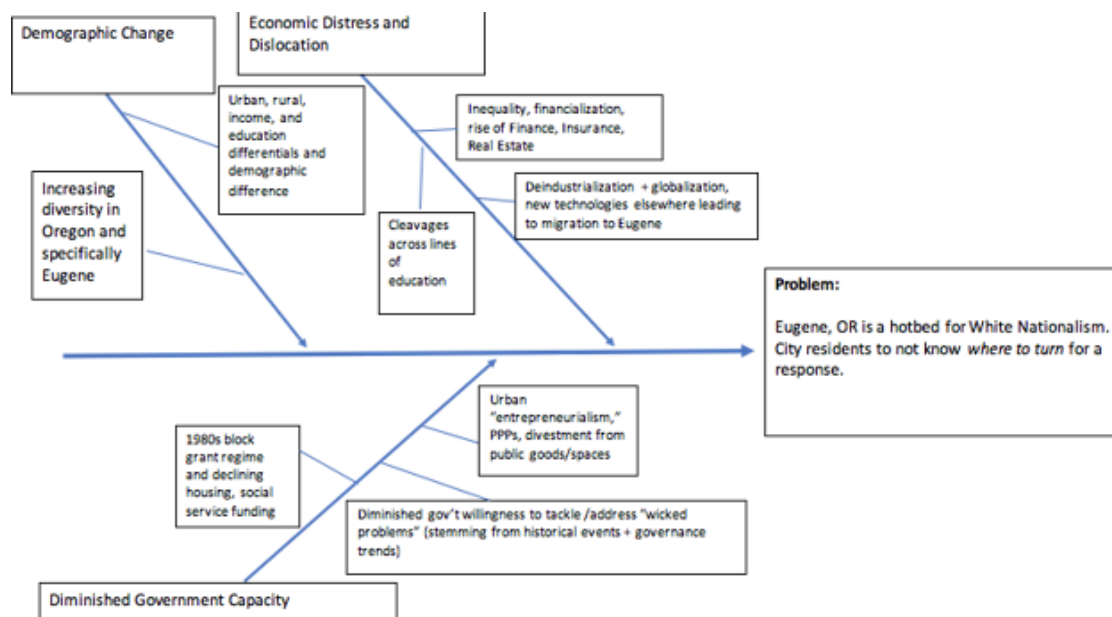 Demographic Change
Economic Distress and
Dislocation
Urban, rural,
income, and
education
differentials and
demographic
difference
Inequality, financialization,
rise of Finance, Insurance,
Real Estate
Increasing
diversity in
Oregon and
specifically
Eugene
Cleavages
across lines
of
education
Deindustrialization + globalization,
new technologies elsewhere leading
to migration to Eugene
Problem:
Eugene, OR is a hotbed for White Nationalism.
City residents to not know where to turn for a
response.
1980s block
grant regime
and declining
housing, social
service funding
Urban
“entrepreneurialism,”
PPPs, divestment from
public goods/spaces
Diminished gov’t willingness to tackle /address “wicked
problems” (stemming from historical events + governance
trends)
Diminished Government Capacity